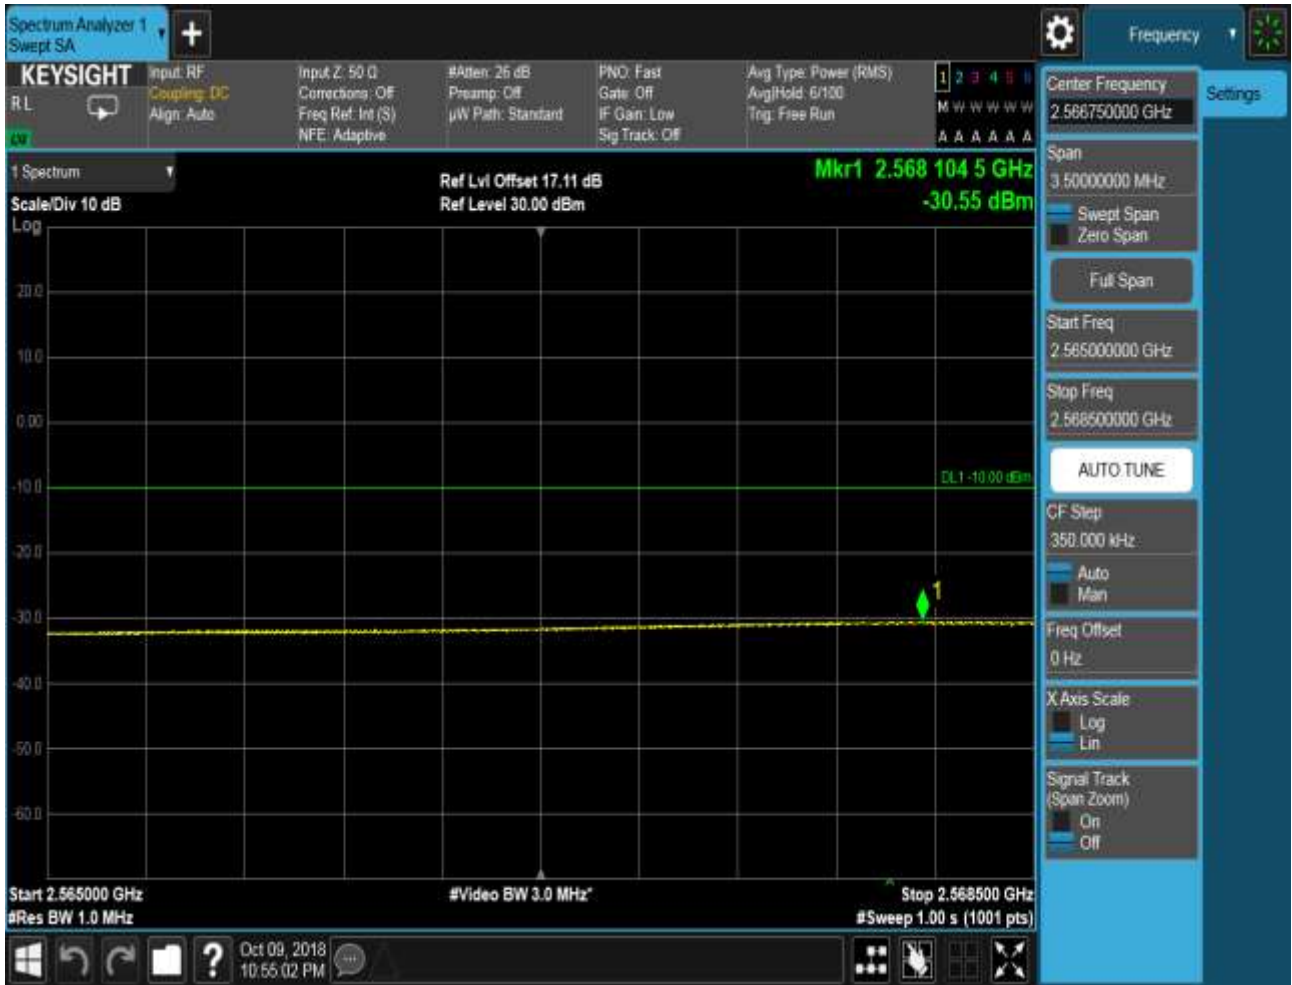 Spectrum Analyzer 1
Swept SA
+
Frequency
KEYSIGHT
Input: RF
Coupling: DC
Align: Auto
Input Z: 50 Ω
Corrections: Off
Freq Ref: Int (S)
NFE: Adaptive
#Atten: 26 dB
Preamp: Off
µW Path: Standard
PNO: Fast
Gate: Off
IF Gain: Low
Sig Track: Off
Avg Type: Power (RMS)
Avg|Hold: 6/100
Trig: Free Run
1 2 3 4 5 6
M W W W W W
A A A A A A
R L
1 Spectrum
Scale/Div 10 dB
Log
Ref Lvl Offset 17.11 dB
Ref Level 30.00 dBm
Mkr1 2.568 104 5 GHz
-30.55 dBm
20.0
10.0
0.00
-10.0
-20.0
-30.0
-40.0
-50.0
-60.0
DL1 -10.00 dBm
1
Start 2.565000 GHz
#Res BW 1.0 MHz
#Video BW 3.0 MHz*
Stop 2.568500 GHz
#Sweep 1.00 s (1001 pts)
Center Frequency
2.566750000 GHz
Settings
Span
3.50000000 MHz
Swept Span
Zero Span
Full Span
Start Freq
2.565000000 GHz
Stop Freq
2.568500000 GHz
AUTO TUNE
CF Step
350.000 kHz
Auto
Man
Freq Offset
0 Hz
X Axis Scale
Log
Lin
Signal Track
(Span Zoom)
On
Off
?
Oct 09, 2018
10:55:02 PM